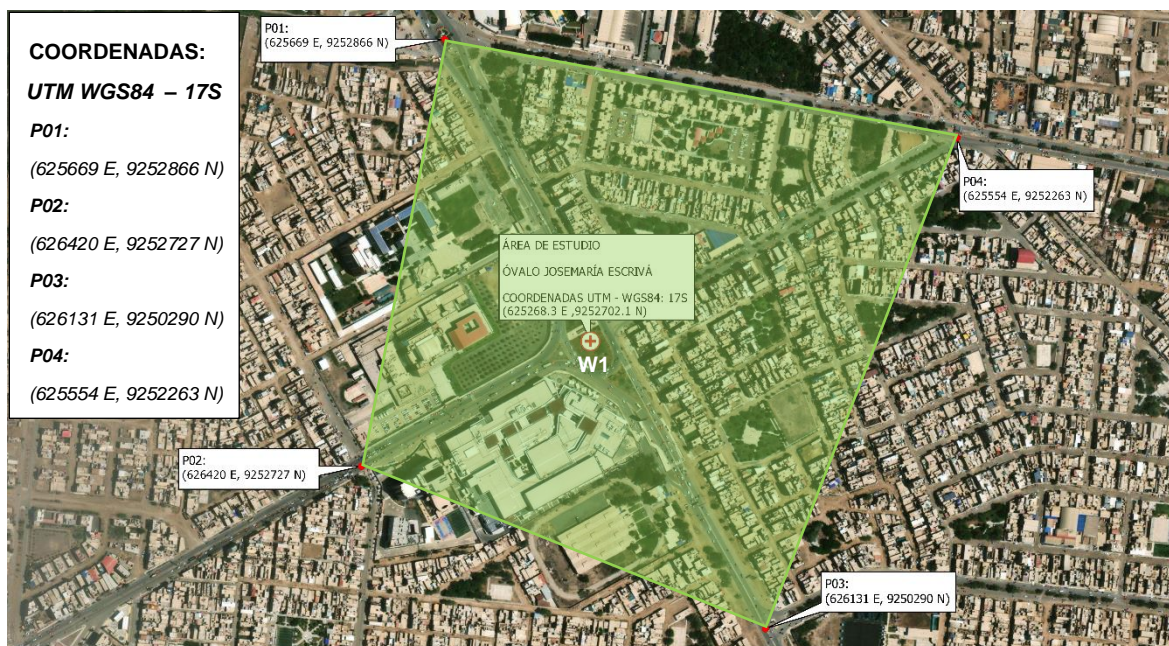 COORDENADAS:
UTM WGS84 – 17S
P01:
(625669 E, 9252866 N)
P02:
(626420 E, 9252727 N)
P03:
(626131 E, 9250290 N)
P04:
(625554 E, 9252263 N)
P01:
(625669 E, 9252866 N)
P04:
(625554 E, 9252263 N)
ÁREA DE ESTUDIO
ÓVALO JOSEMARÍA ESCRIVÁ
COORDENADAS UTM - WGS84: 17S
(625268.3 E ,9252702.1 N)
W1
P02:
(626420 E, 9252727 N)
P03:
(626131 E, 9250290 N)